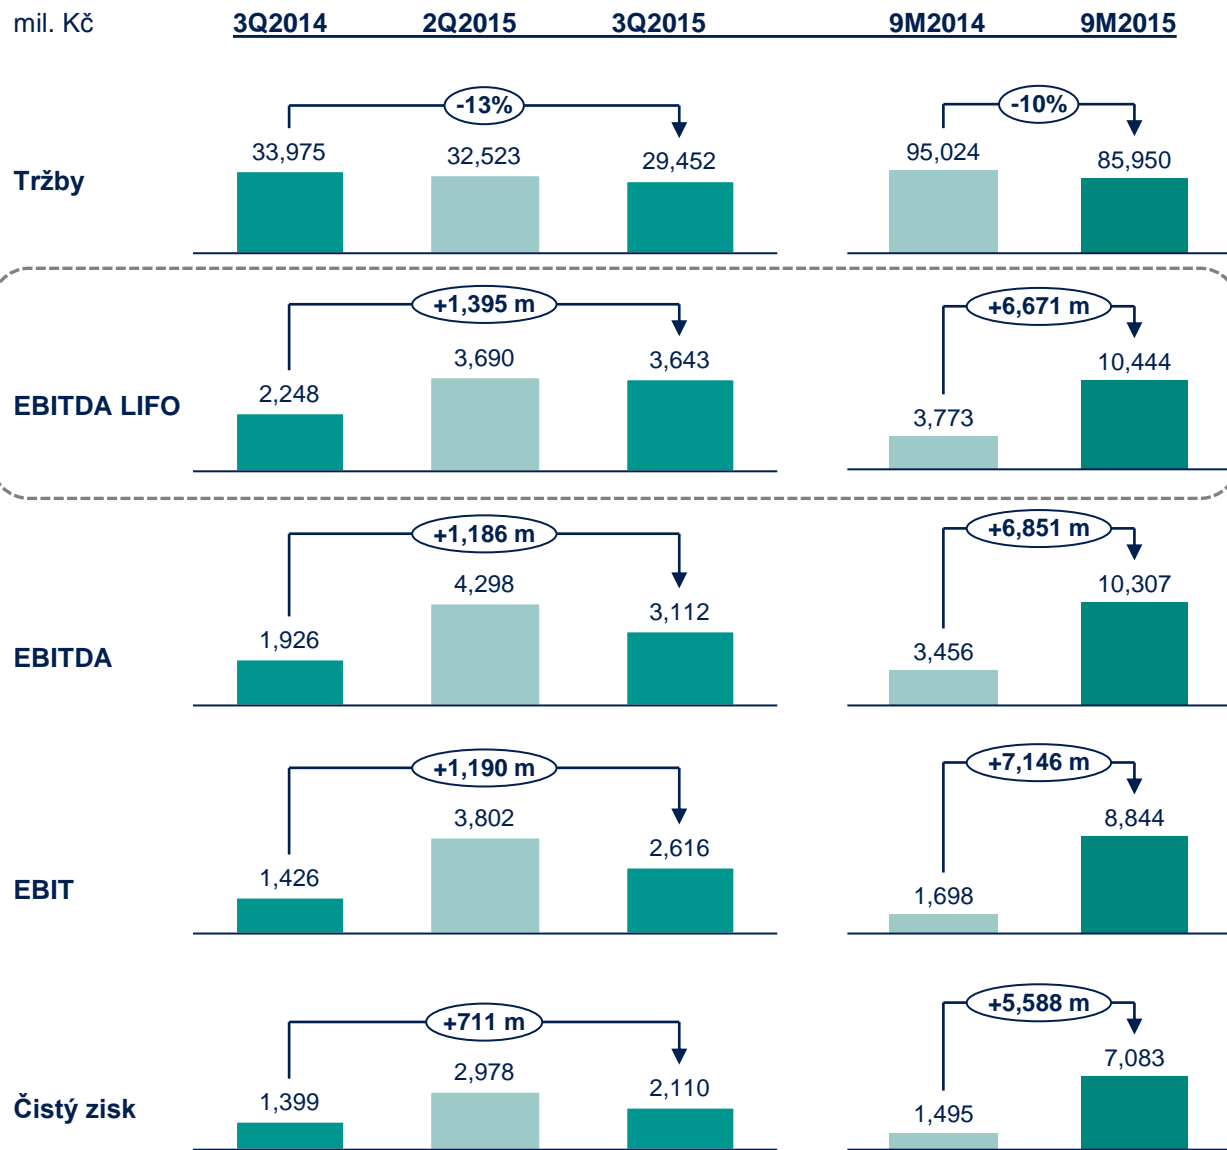 mil. Kč 3Q2014 2Q2015 3Q2015 9M2014 9M2015
-13% -10%
33,975 32,523 29,452 95,024 85,950
Tržby
+1,395 m +6,671 m
2,248 3,690 3,643 3,773 10,444
EBITDA LIFO
+1,186 m +6,851 m
1,926 4,298 3,112 3,456 10,307
EBITDA
+1,190 m +7,146 m
1,426 3,802 2,616 1,698 8,844
EBIT
+711 m +5,588 m
1,399 2,978 2,110 1,495 7,083
Čistý zisk